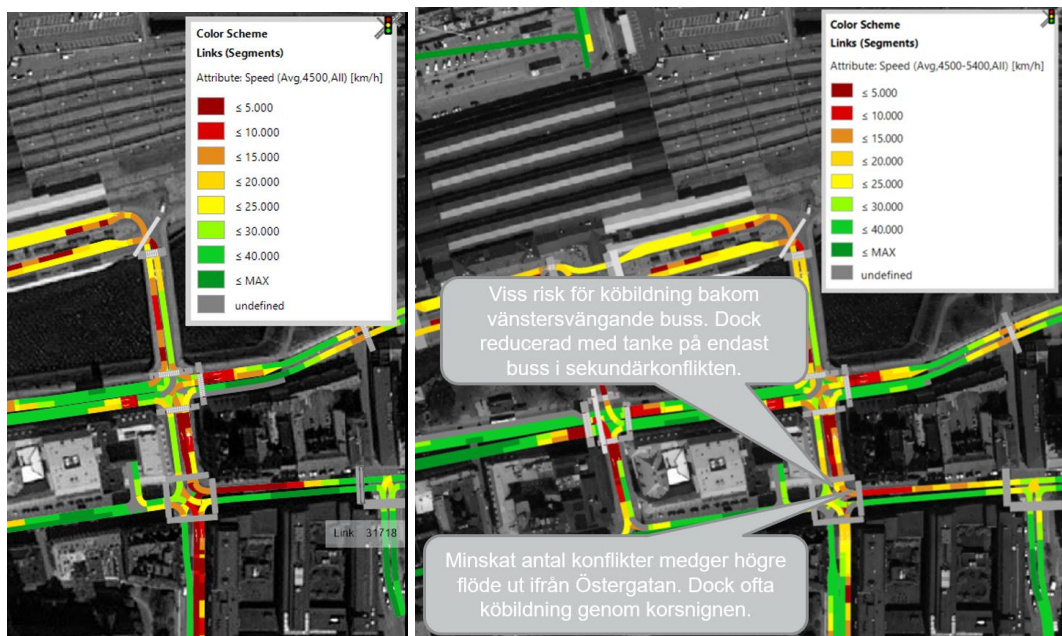 Color Scheme
Links (Segments)
Attribute: Speed (Avg,4500,All) [km/h]
≤ 5.000
≤ 10.000
≤ 15.000
≤ 20.000
≤ 25.000
≤ 30.000
≤ 40.000
≤ MAX
undefined
Link: 31718
Color Scheme
Links (Segments)
Attribute: Speed (Avg,4500-5400,All) [km/h]
≤ 5.000
≤ 10.000
≤ 15.000
≤ 20.000
≤ 25.000
≤ 30.000
≤ 40.000
≤ MAX
undefined
Viss risk för köbildning bakom
vänstersvängande buss. Dock
reducerad med tanke på endast
buss i sekundärkonflikten.
Minskat antal konflikter medger högre
flöde ut ifrån Östergatan. Dock ofta
köbildning genom korsnignen.